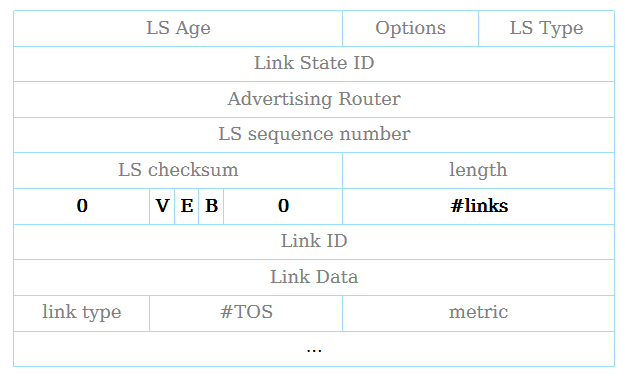 LS Age Options LS Type
Link State ID
Advertising Router
LS sequence number
LS checksum length
0 V E B 0 #links
Link ID
Link Data
link type #TOS metric
...